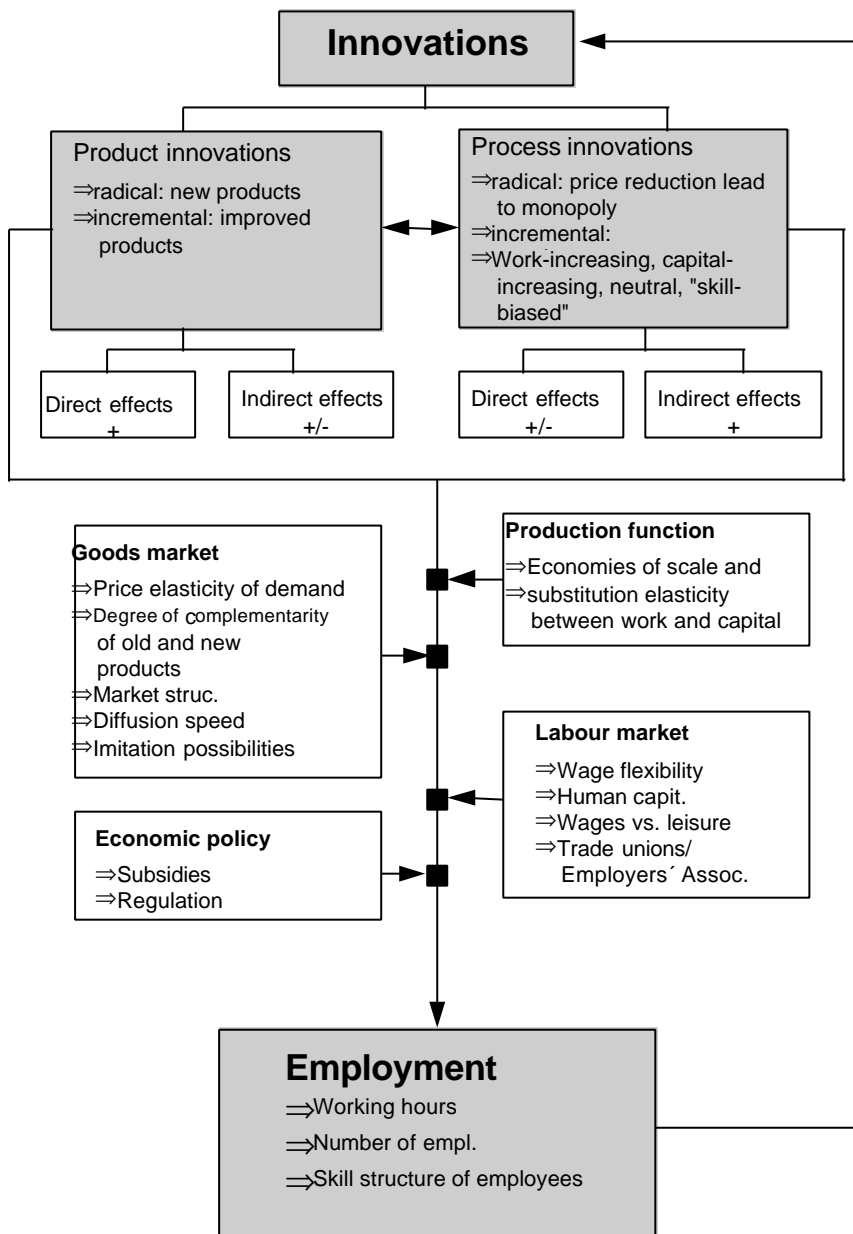 Innovations
Product innovations
⇒radical: new products
⇒incremental: improved
products
Process innovations
⇒radical: price reduction lead
to monopoly
⇒incremental:
⇒Work-increasing, capital-
increasing, neutral, "skill-
biased"
Direct effects
+
Indirect effects
+/-
Direct effects
+/-
Indirect effects
+
Production function
⇒Economies of scale and
⇒substitution elasticity
between work and capital
Goods market
⇒Price elasticity of demand
⇒Degree of complementarity
of old and new
products
⇒Market struc.
⇒Diffusion speed
⇒Imitation possibilities
Labour market
⇒Wage flexibility
⇒Human capit.
⇒Wages vs. leisure
⇒Trade unions/
Employers´ Assoc.
Economic policy
⇒Subsidies
⇒Regulation
Employment
⇒Working hours
⇒Number of empl.
⇒Skill structure of employees